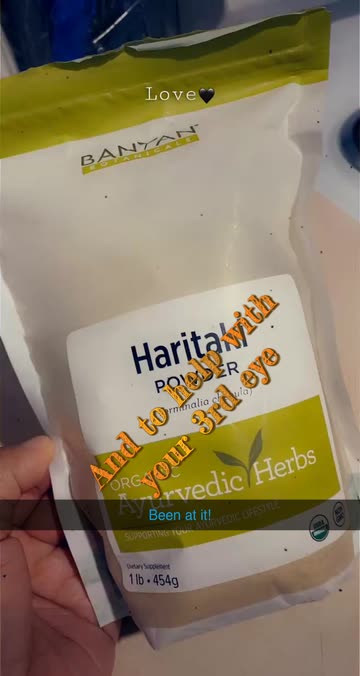 Love🖤
BANYAN
BOTANICALS
Haritaki
POWDER
And to help with
your 3rd eye
ORGANIC
Ayurvedic Herbs
Been at it!
SUPPORTING YOUR AYURVEDIC LIFESTYLE
Dietary Supplement
1 lb • 454g